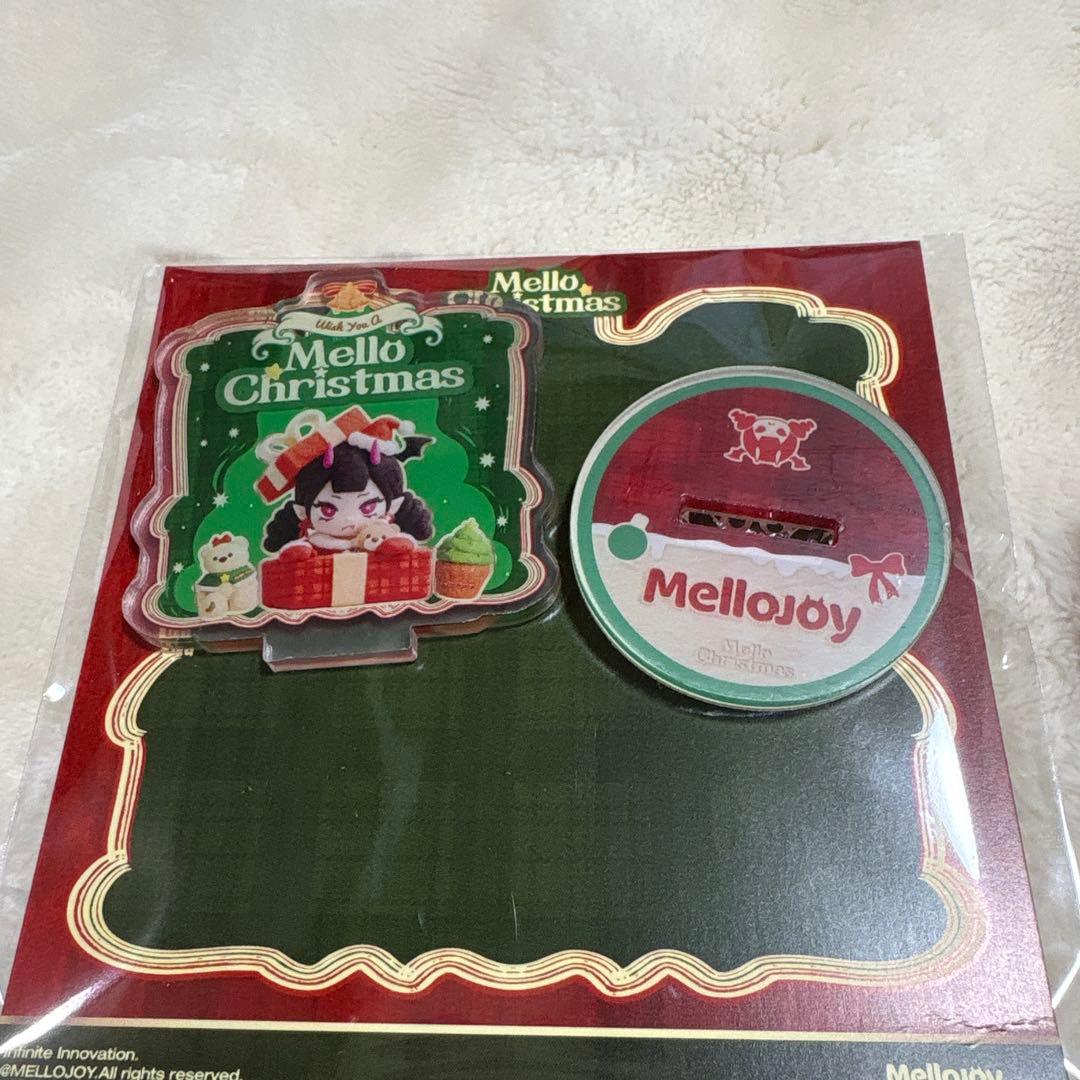 Mello
Christmas
Wish You A
Mello
Christmas
MelloJOY
Mello
Christmas
Infinite Innovation.
@MELLOJOY.All rights reserved.
MelloJOY